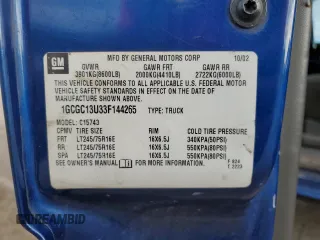 GM
MFD BY GENERAL MOTORS CORP 10/02
GVWR GAWR FRT GAWR RR
3901KG(8600LB) 2000KG(4410LB) 2722KG(6000LB)
THIS VEHICLE CONFORMS TO ALL APPLICABLE U.S. FEDERAL MOTOR VEHICLE SAFETY STANDARDS IN EFFECT ON THE DATE OF MANUFACTURE SHOWN ABOVE.
1GCGC13U33F144265 TYPE: TRUCK
MODEL: C15743
CPMV TIRE SIZE RIM COLD TIRE PRESSURE
FRT LT245/75R16E 16X6.5J 340KPA(50PSI)
RR LT245/75R16E 16X6.5J 550KPA(80PSI)
SPA LT245/75R16E 16X6.5J 550KPA(80PSI)
SEE OWNER'S MANUAL FOR MORE INFORMATION.
GREAT AMERIBID